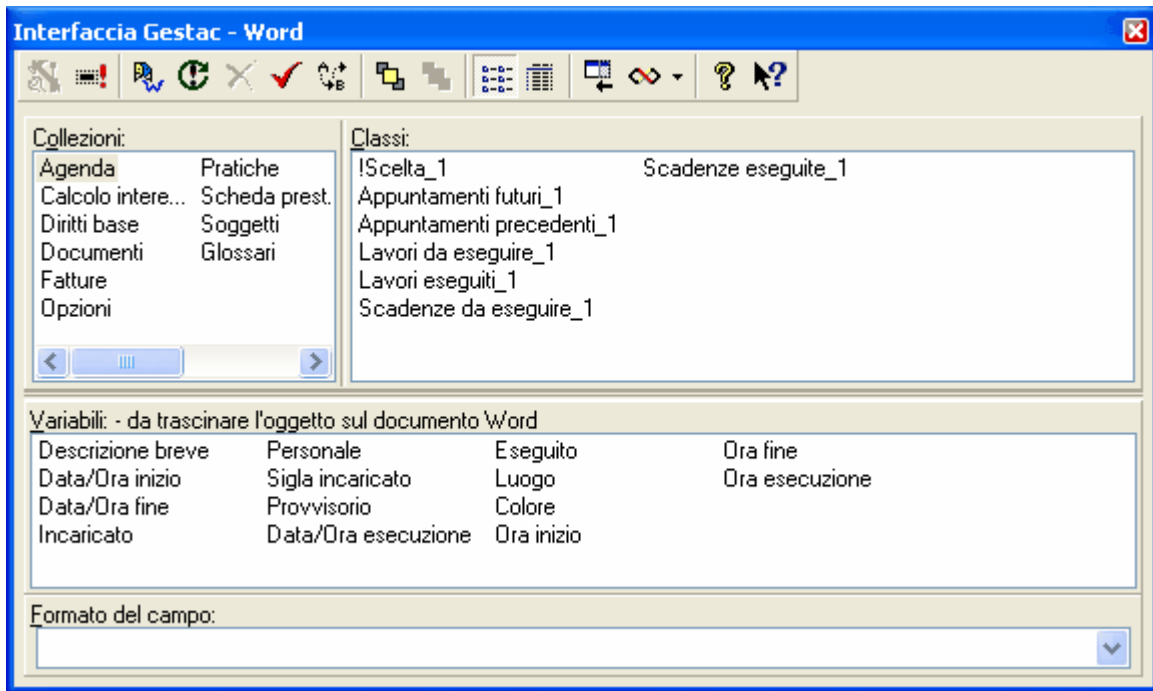 Interfaccia Gestac - Word
Collezioni:
Agenda Pratiche
Calcolo intere... Scheda prest.
Diritti base Soggetti
Documenti Glossari
Fatture
Opzioni
Classi:
!Scelta_1 Scadenze eseguite_1
Appuntamenti futuri_1
Appuntamenti precedenti_1
Lavori da eseguire_1
Lavori eseguiti_1
Scadenze da eseguire_1
Variabili: - da trascinare l'oggetto sul documento Word
Descrizione breve Personale Eseguito Ora fine
Data/Ora inizio Sigla incaricato Luogo Ora esecuzione
Data/Ora fine Provvisorio Colore
Incaricato Data/Ora esecuzione Ora inizio
Formato del campo: